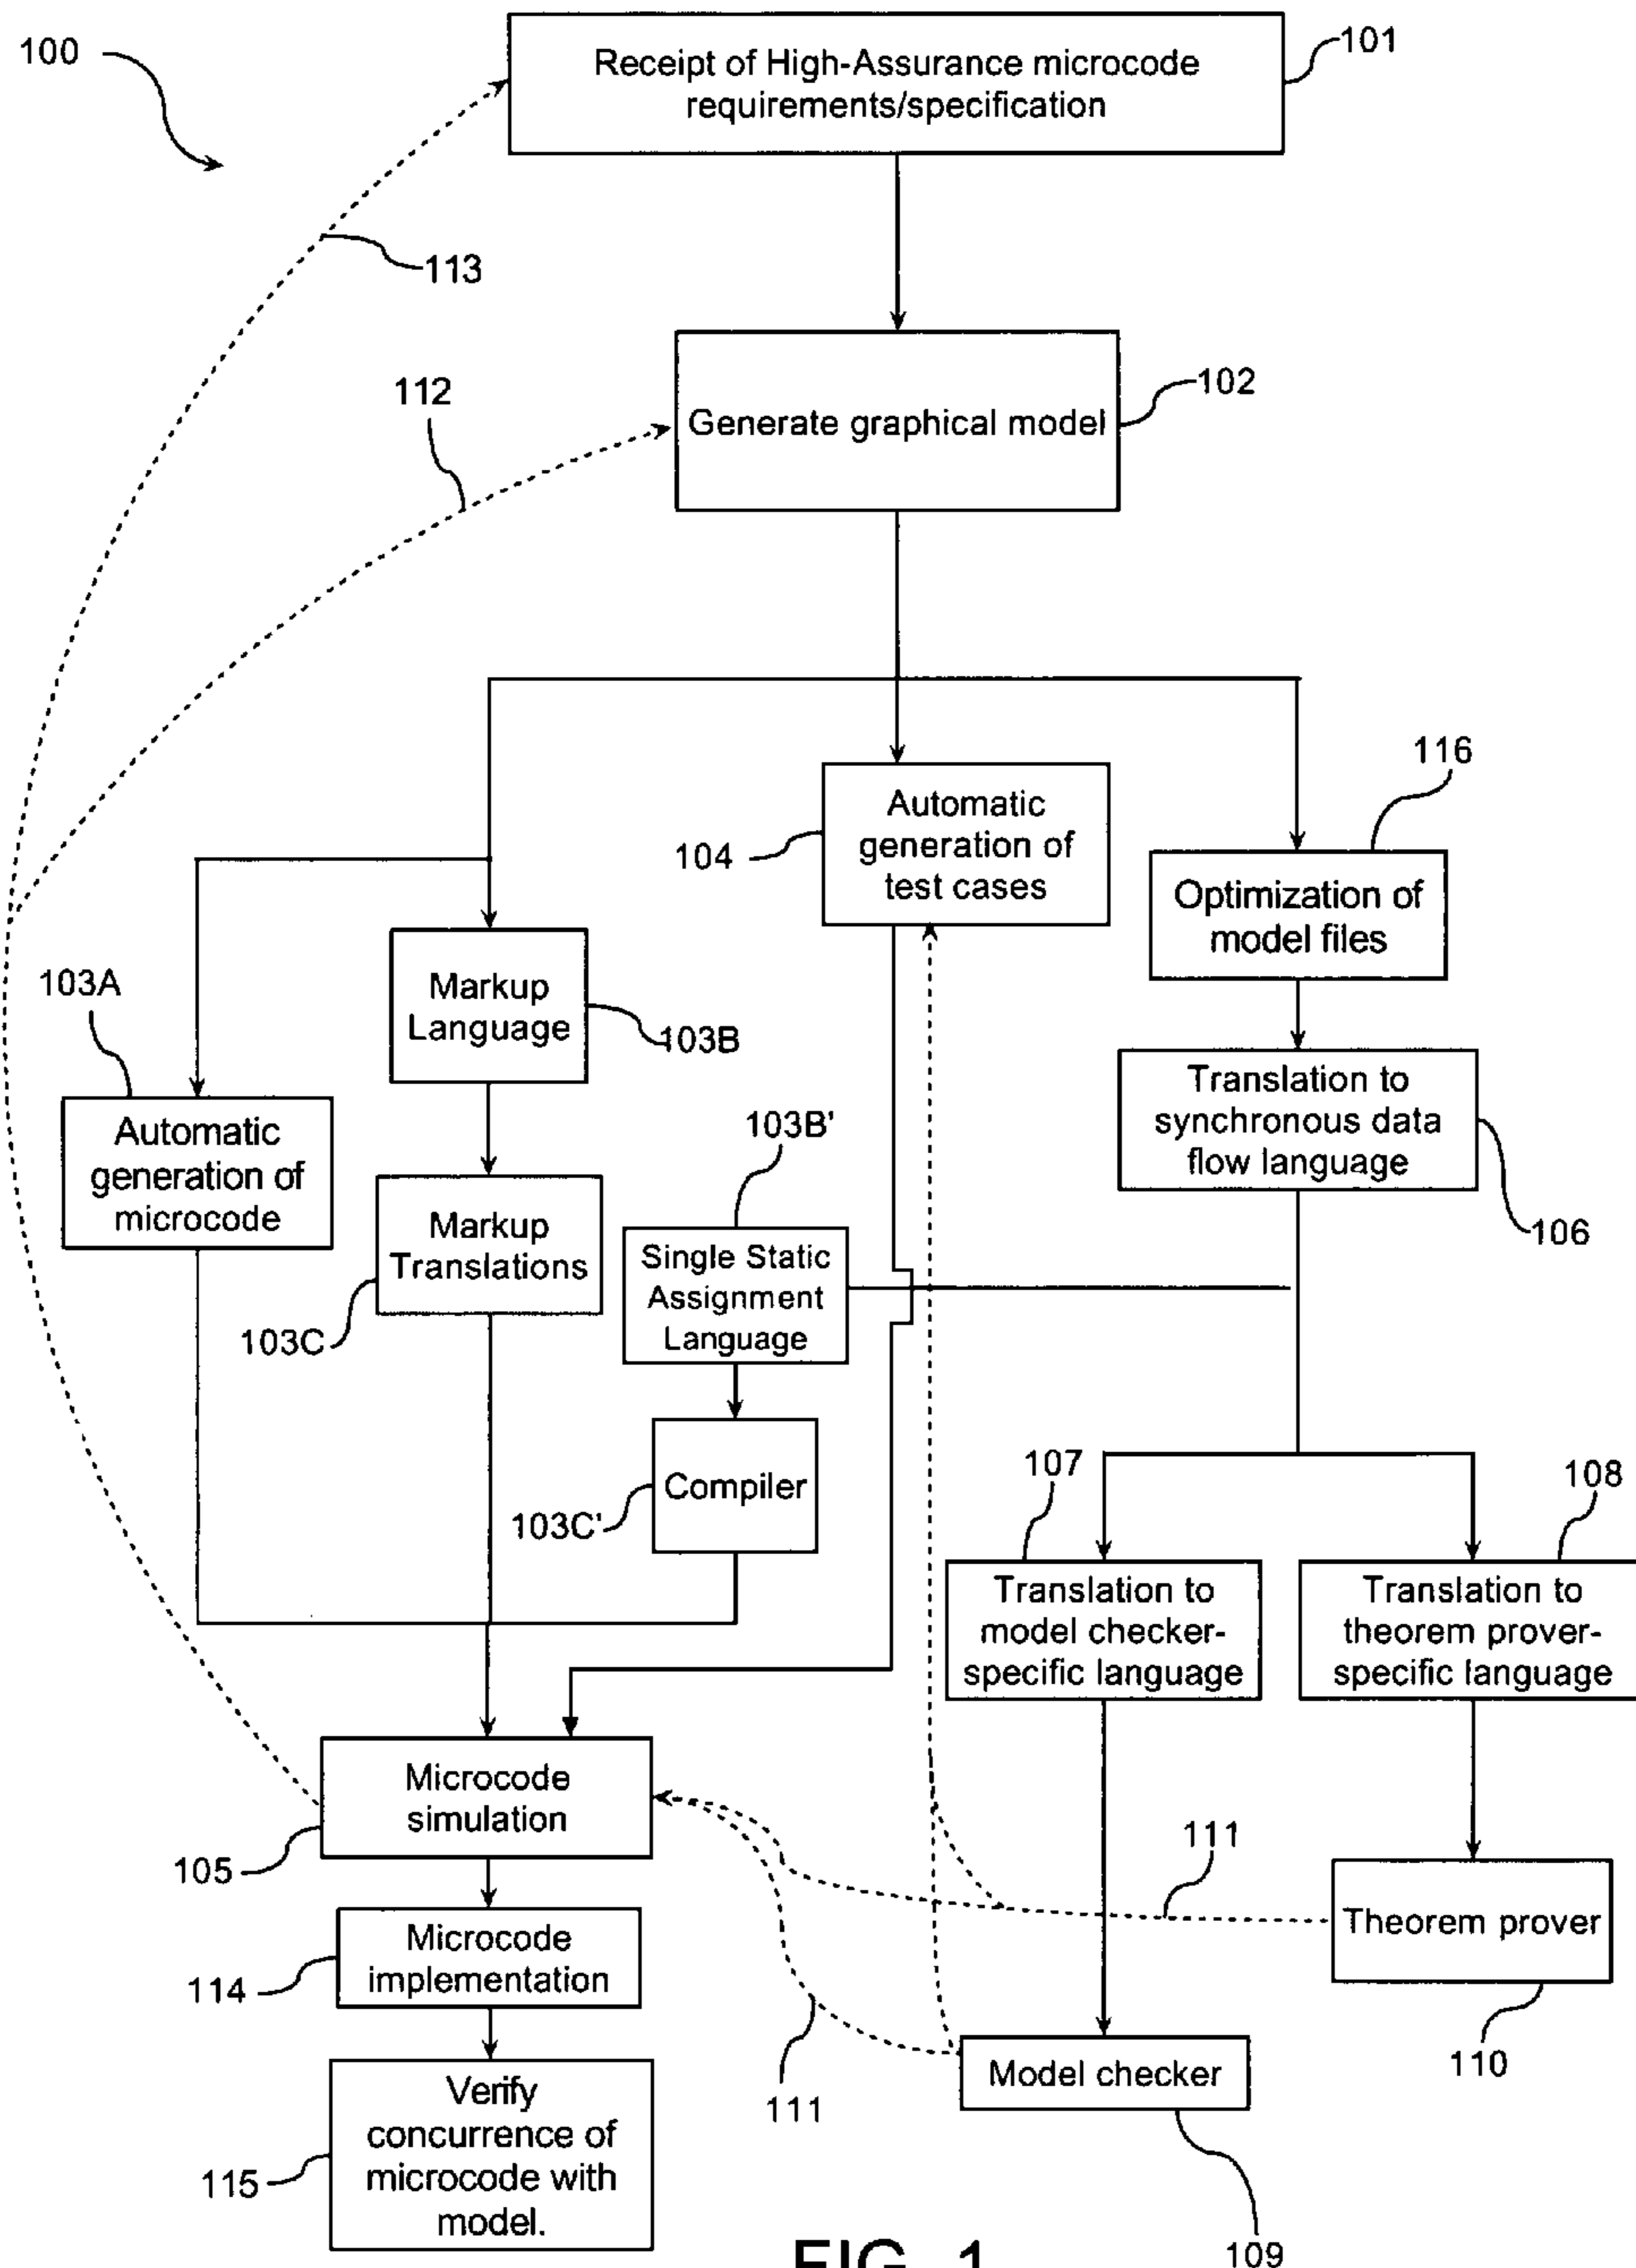 100
Receipt of High-Assurance microcode
requirements/specification
101
113
112
Generate graphical model
102
116
Automatic
generation of
test cases
104
Optimization of
model files
103A
Markup
Language
103B
Translation to
synchronous data
flow language
106
Automatic
generation of
microcode
103B'
Markup
Translations
103C
Single Static
Assignment
Language
Compiler
103C'
107
108
Translation to
model checker-
specific language
Translation to
theorem prover-
specific language
Microcode
simulation
105
111
Theorem prover
110
Microcode
implementation
114
111
Model checker
109
Verify
concurrence of
microcode with
model.
115
FIG. 1